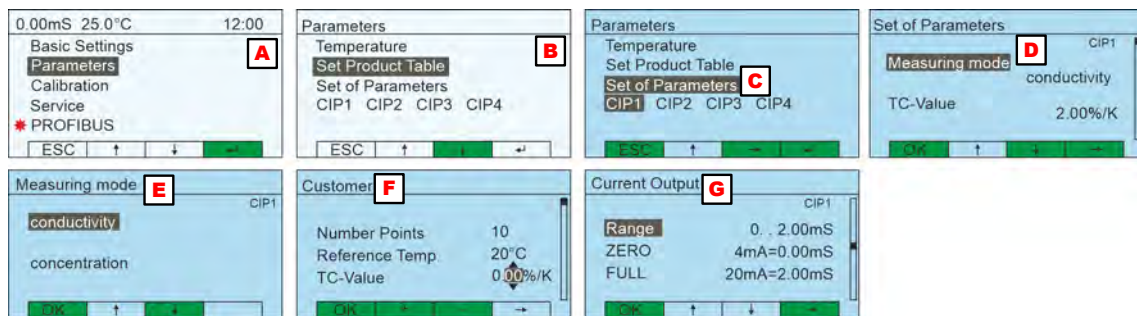 0.00mS 25.0°C 12:00
Basic Settings
Parameters
Calibration
Service
PROFIBUS
ESC ↑ ↓ ↵
A
Parameters
Temperature
Set Product Table
Set of Parameters
CIP1 CIP2 CIP3 CIP4
ESC ↑ ↓ ↵
B
Parameters
Temperature
Set Product Table
Set of Parameters
CIP1 CIP2 CIP3 CIP4
ESC ↑ → ↵
C
Set of Parameters
CIP1
Measuring mode
conductivity
TC-Value
2.00%/K
OK ↑ ↓ →
D
Measuring mode
CIP1
conductivity
concentration
OK ↑ ↓
E
Customer
Number Points 10
Reference Temp 20°C
TC-Value 0.00%/K
OK + - →
F
Current Output
CIP1
Range 0. . 2.00mS
ZERO 4mA=0.00mS
FULL 20mA=2.00mS
OK ↑ ↓ →
G